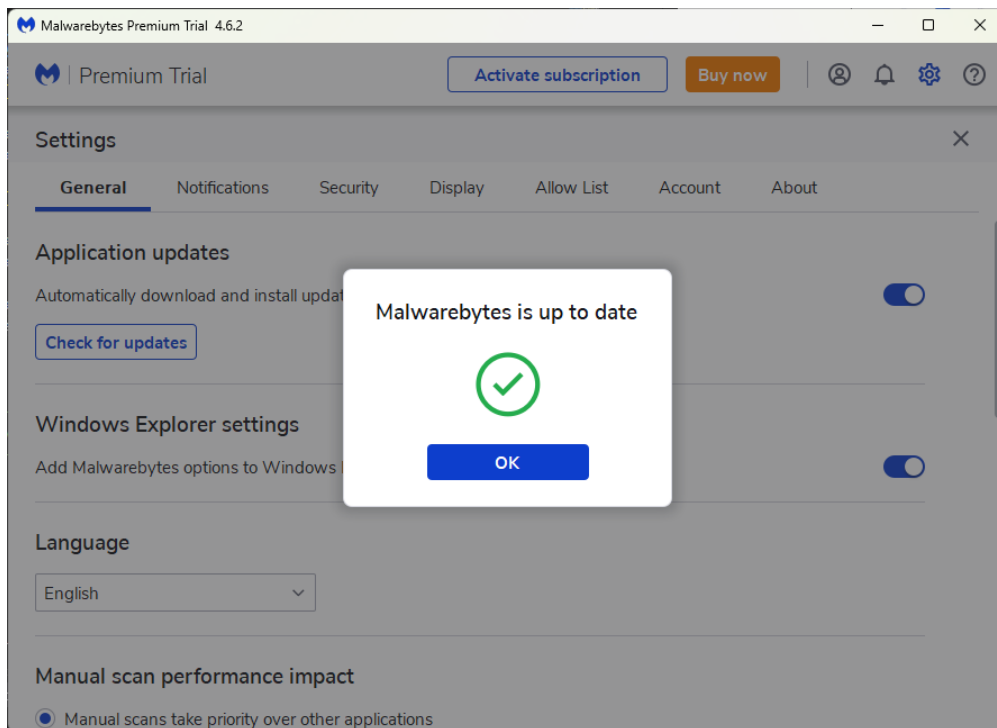 Malwarebytes Premium Trial 4.6.2
Premium Trial
Activate subscription
Buy now
Settings
General Notifications Security Display Allow List Account About
Application updates
Automatically download and install
Check for updates
Malwarebytes is up to date
OK
Windows Explorer settings
Add Malwarebytes options to Windows
Language
English
Manual scan performance impact
Manual scans take priority over other applications